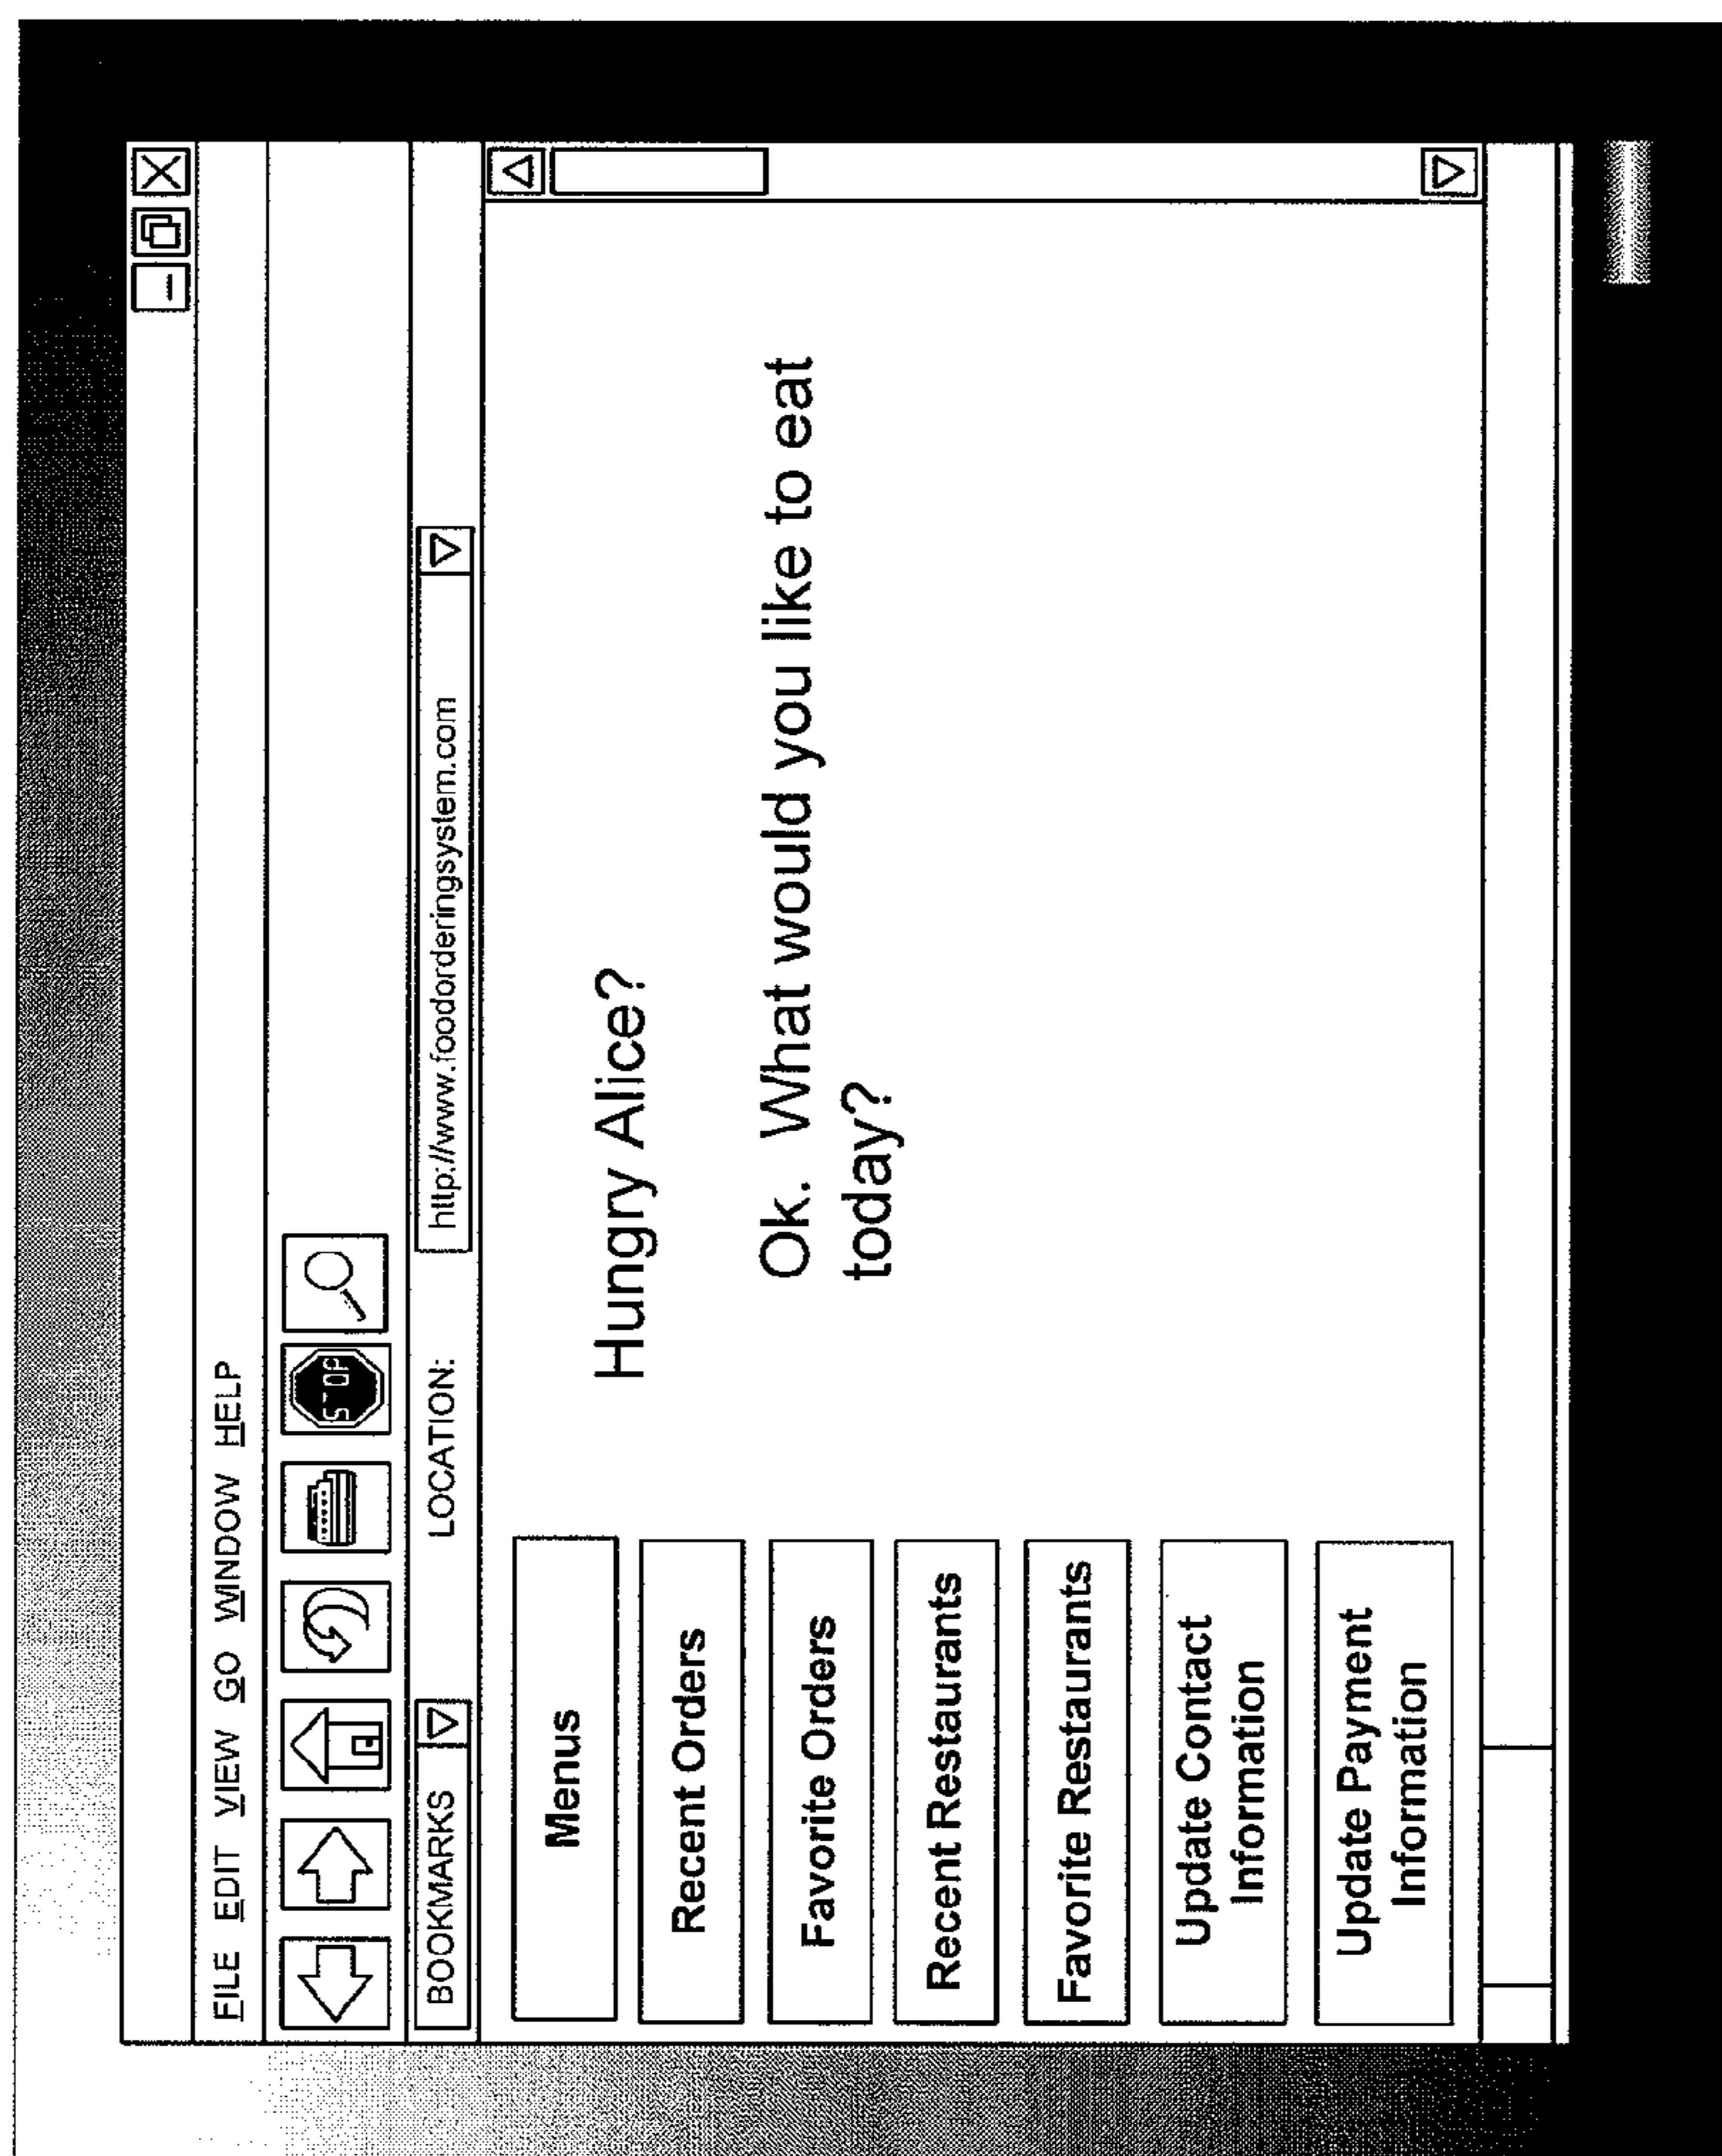 FILE EDIT VIEW GO WINDOW HELP
STOP
BOOKMARKS LOCATION: http://www.foodorderingsystem.com
Menus
Recent Orders
Favorite Orders
Recent Restaurants
Favorite Restaurants
Update Contact
Information
Update Payment
Information
Hungry Alice?
Ok. What would you like to eat
today?